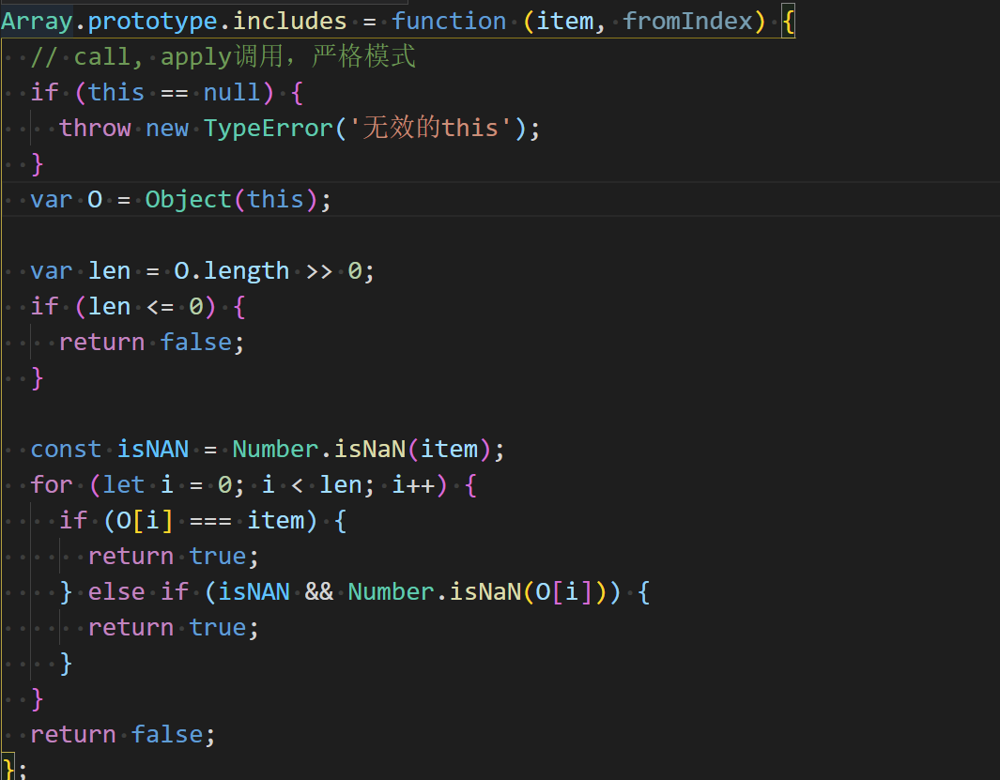 Array.prototype.includes = function (item, fromIndex) {
  // call, apply调用，严格模式
  if (this == null) {
    throw new TypeError('无效的this');
  }
  var O = Object(this);

  var len = O.length >> 0;
  if (len <= 0) {
    return false;
  }

  const isNAN = Number.isNaN(item);
  for (let i = 0; i < len; i++) {
    if (O[i] === item) {
      return true;
    } else if (isNAN && Number.isNaN(O[i])) {
      return true;
    }
  }
  return false;
};